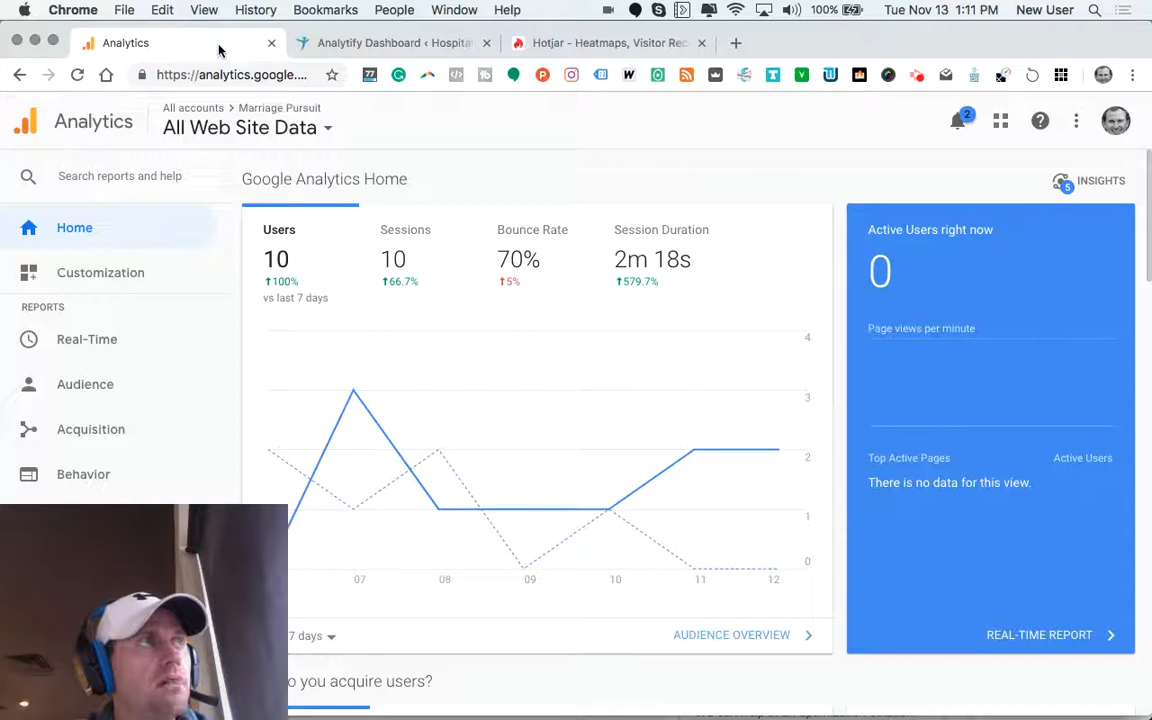 Chrome File Edit View History Bookmarks People Window Help 100% Tue Nov 13 1:11 PM New User
Analytics Analytify Dashboard ‹ Hospita Hotjar - Heatmaps, Visitor Rec
https://analytics.google....
All accounts > Marriage Pursuit
Analytics All Web Site Data 2
Search reports and help
Google Analytics Home
5 INSIGHTS
Home
Customization
REPORTS
Real-Time
Audience
Acquisition
Behavior
Users Sessions Bounce Rate Session Duration
10 10 70% 2m 18s
100% 66.7% 5% 579.7%
vs last 7 days
4
3
2
1
0
07 08 09 10 11 12
7 days
AUDIENCE OVERVIEW
Active Users right now
0
Page views per minute
Top Active Pages Active Users
There is no data for this view.
REAL-TIME REPORT
o you acquire users?